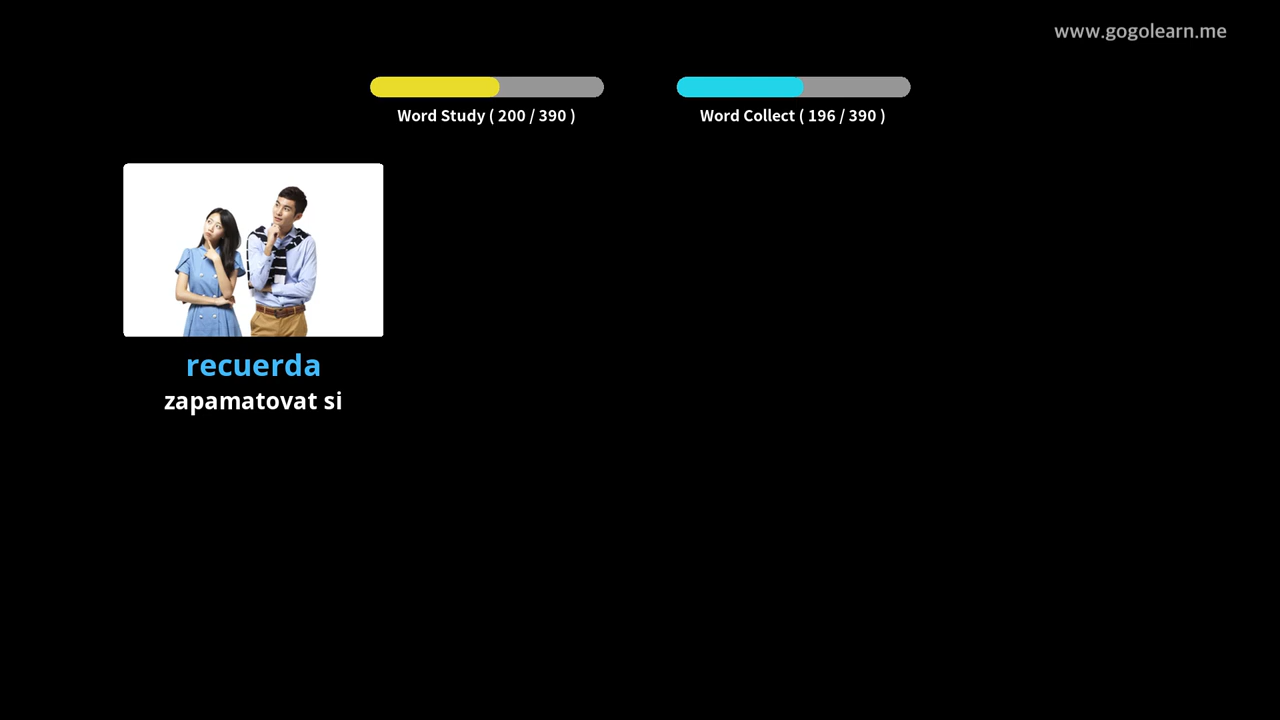 www.gogolearn.me
Word Study ( 200 / 390 )
Word Collect ( 196 / 390 )
recuerda
zapamatovat si